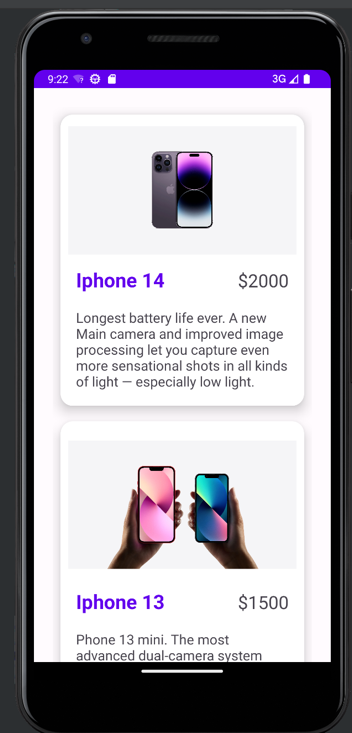 9:22
3G
Iphone 14
$2000
Longest battery life ever. A new
Main camera and improved image
processing let you capture even
more sensational shots in all kinds
of light — especially low light.
Iphone 13
$1500
Phone 13 mini. The most
advanced dual-camera system